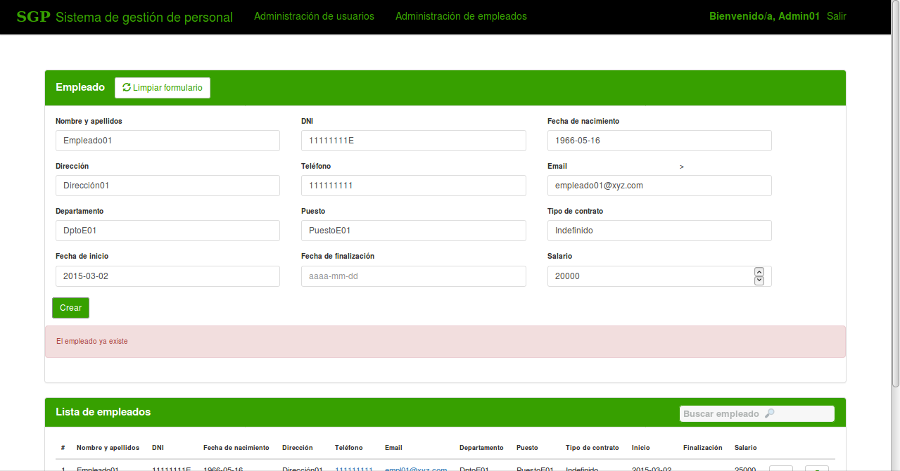 SGP Sistema de gestión de personal Administración de usuarios Administración de empleados Bienvenido/a, Admin01 Salir
Empleado Limpiar formulario
Nombre y apellidos DNI Fecha de nacimiento
Empleado01 11111111E 1966-05-16
Dirección Teléfono Email >
Dirección01 111111111 empleado01@xyz.com
Departamento Puesto Tipo de contrato
DptoE01 PuestoE01 Indefinido
Fecha de inicio Fecha de finalización Salario
2015-03-02 aaaa-mm-dd 20000
Crear
El empleado ya existe
Lista de empleados Buscar empleado
# Nombre y apellidos DNI Fecha de nacimiento Dirección Teléfono Email Departamento Puesto Tipo de contrato Inicio Finalización Salario
1 Empleado01 11111111E 1966-05-16 Dirección01 111111111 empl01@xyz.com DptoE01 PuestoE01 Indefinido 2015-03-02 25000